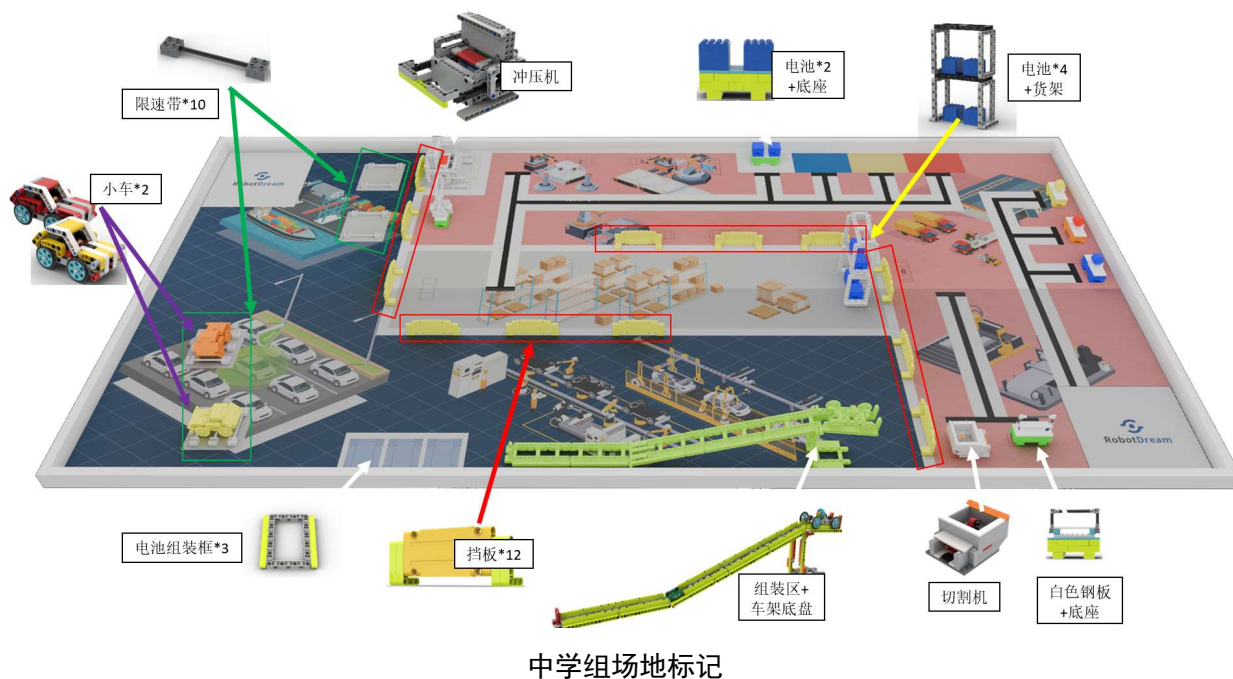 冲压机
电池*2
+底座
电池*4
+货架
限速带*10
小车*2
RobotDream
RobotDream
电池组装框*3
挡板*12
组装区+
车架底盘
切割机
白色钢板
+底座
中学组场地标记